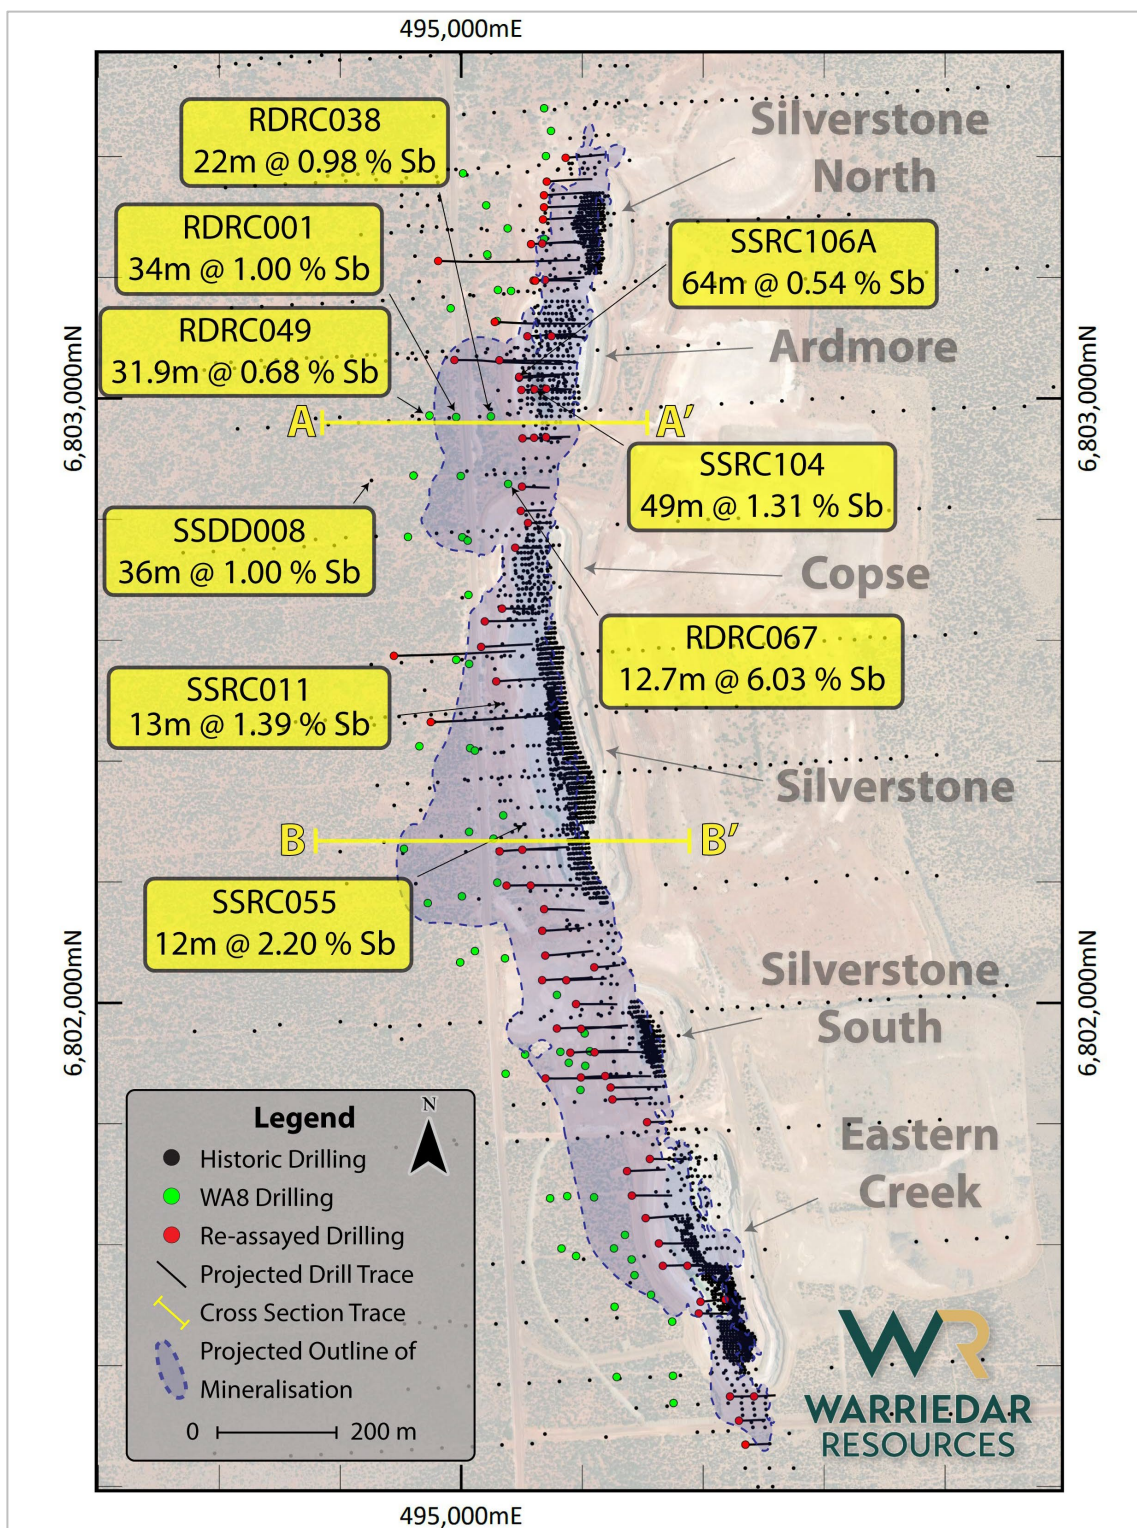 495,000mE
Silverstone
North
RDRC038
22m @ 0.98 % Sb
RDRC001
34m @ 1.00 % Sb
SSRC106A
64m @ 0.54 % Sb
RDRC049
31.9m @ 0.68 % Sb
Ardmore
6,803,000mN
6,803,000mN
A
A′
SSRC104
49m @ 1.31 % Sb
SSDD008
36m @ 1.00 % Sb
Copse
RDRC067
12.7m @ 6.03 % Sb
SSRC011
13m @ 1.39 % Sb
Silverstone
B
B′
SSRC055
12m @ 2.20 % Sb
Silverstone
South
6,802,000mN
6,802,000mN
Eastern
Creek
Legend
N
Historic Drilling
WA8 Drilling
Re-assayed Drilling
Projected Drill Trace
Cross Section Trace
Projected Outline of
Mineralisation
0 200 m
WR
WARRIEDAR
RESOURCES
495,000mE